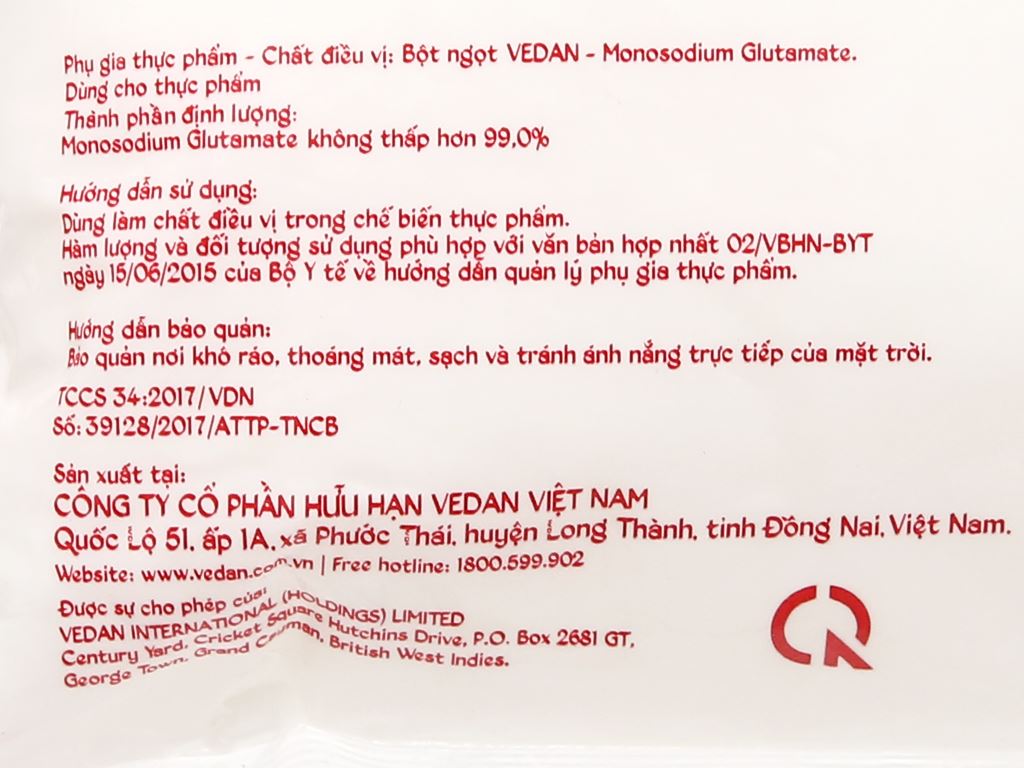 Phụ gia thực phẩm - Chất điều vị: Bột ngọt VEDAN - Monosodium Glutamate.
Dùng cho thực phẩm
Thành phần định lượng:
Monosodium Glutamate không thấp hơn 99,0%
Hướng dẫn sử dụng:
Dùng làm chất điều vị trong chế biến thực phẩm.
Hàm lượng và đối tượng sử dụng phù hợp với văn bản hợp nhất 02/VBHN-BYT
ngày 15/06/2015 của Bộ Y tế về hướng dẫn quản lý phụ gia thực phẩm.
Hướng dẫn bảo quản:
Bảo quản nơi khô ráo, thoáng mát, sạch và tránh ánh nắng trực tiếp của mặt trời.
TCCS 34:2017/VDN
Số: 39128/2017/ATTP-TNCB
Sản xuất tại:
CÔNG TY CỔ PHẦN HỮU HẠN VEDAN VIỆT NAM
Quốc Lộ 51, ấp 1A, xã Phước Thái, huyện Long Thành, tỉnh Đồng Nai, Việt Nam.
Website: www.vedan.com.vn | Free hotline: 1800.599.902
Được sự cho phép của:
VEDAN INTERNATIONAL (HOLDINGS) LIMITED
Century Yard, Cricket Square Hutchins Drive, P.O. Box 2681 GT,
George Town, Grand Cayman, British West Indies.